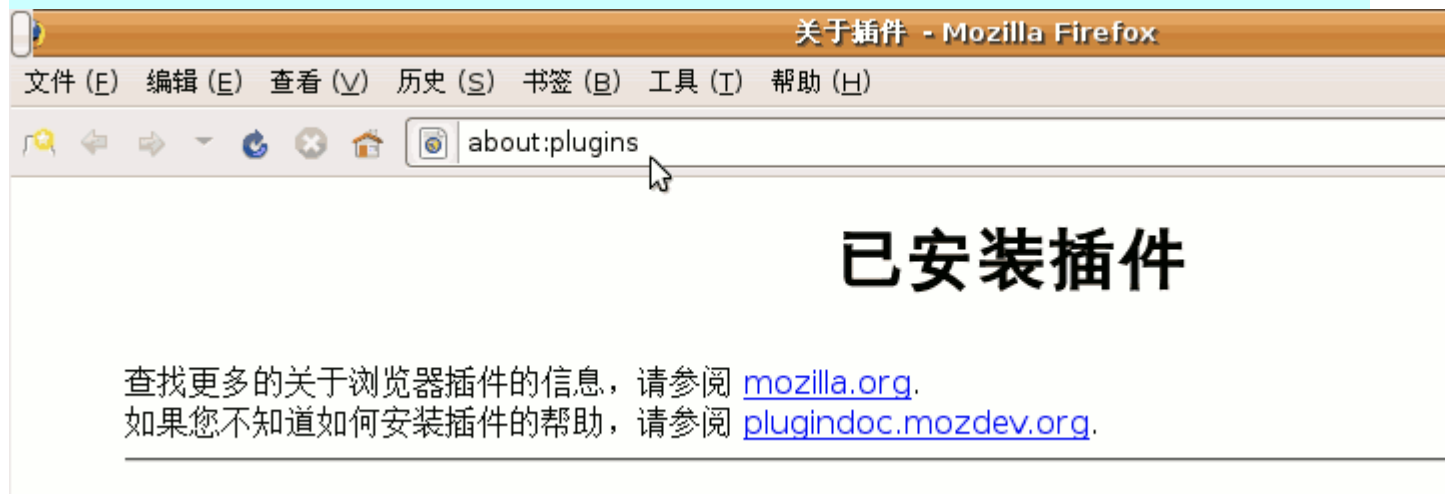 关于插件 - Mozilla Firefox
文件 (F) 编辑 (E) 查看 (V) 历史 (S) 书签 (B) 工具 (T) 帮助 (H)
about:plugins
已安装插件
查找更多的关于浏览器插件的信息，请参阅 mozilla.org.
如果您不知道如何安装插件的帮助，请参阅 plugindoc.mozdev.org.